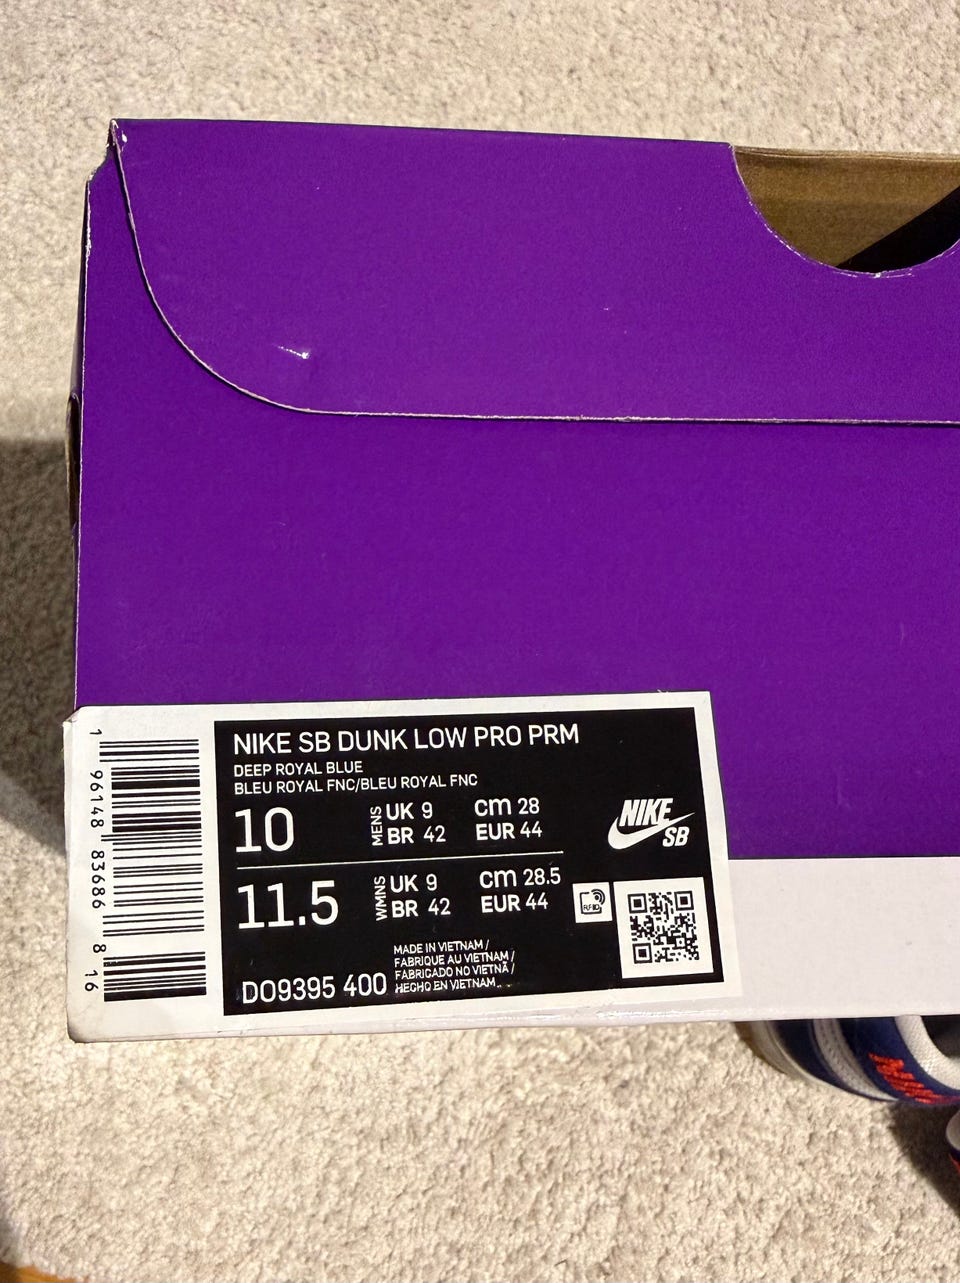 NIKE SB DUNK LOW PRO PRM
DEEP ROYAL BLUE
BLEU ROYAL FNC/BLEU ROYAL FNC
10 MENS UK 9 cm 28
BR 42 EUR 44
11.5 WMNS UK 9 cm 28.5
BR 42 EUR 44
NIKE
SB
RFID
MADE IN VIETNAM /
FABRIQUE AU VIETNAM /
FABRICADO NO VIETNÃ /
HECHO EN VIETNAM
DO9395 400
1 96148 83686 8 16